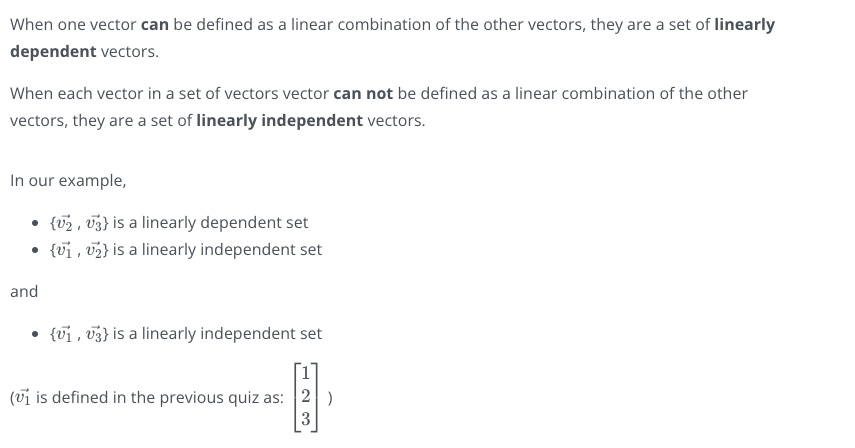 When one vector can be defined as a linear combination of the other vectors, they are a set of linearly
dependent vectors.
When each vector in a set of vectors vector can not be defined as a linear combination of the other
vectors, they are a set of linearly independent vectors.
In our example,
• {v⃗2 , v⃗3} is a linearly dependent set
• {v⃗1 , v⃗2} is a linearly independent set
and
• {v⃗1 , v⃗3} is a linearly independent set
(v⃗1 is defined in the previous quiz as: [1 2 3] )